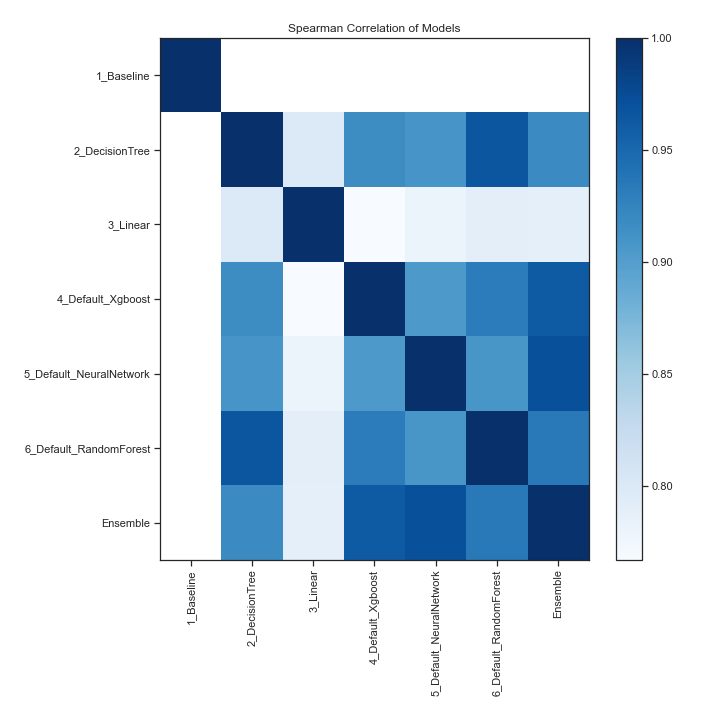 Spearman Correlation of Models
1_Baseline
2_DecisionTree
3_Linear
4_Default_Xgboost
5_Default_NeuralNetwork
6_Default_RandomForest
Ensemble
1_Baseline
2_DecisionTree
3_Linear
4_Default_Xgboost
5_Default_NeuralNetwork
6_Default_RandomForest
Ensemble
1.00
0.95
0.90
0.85
0.80